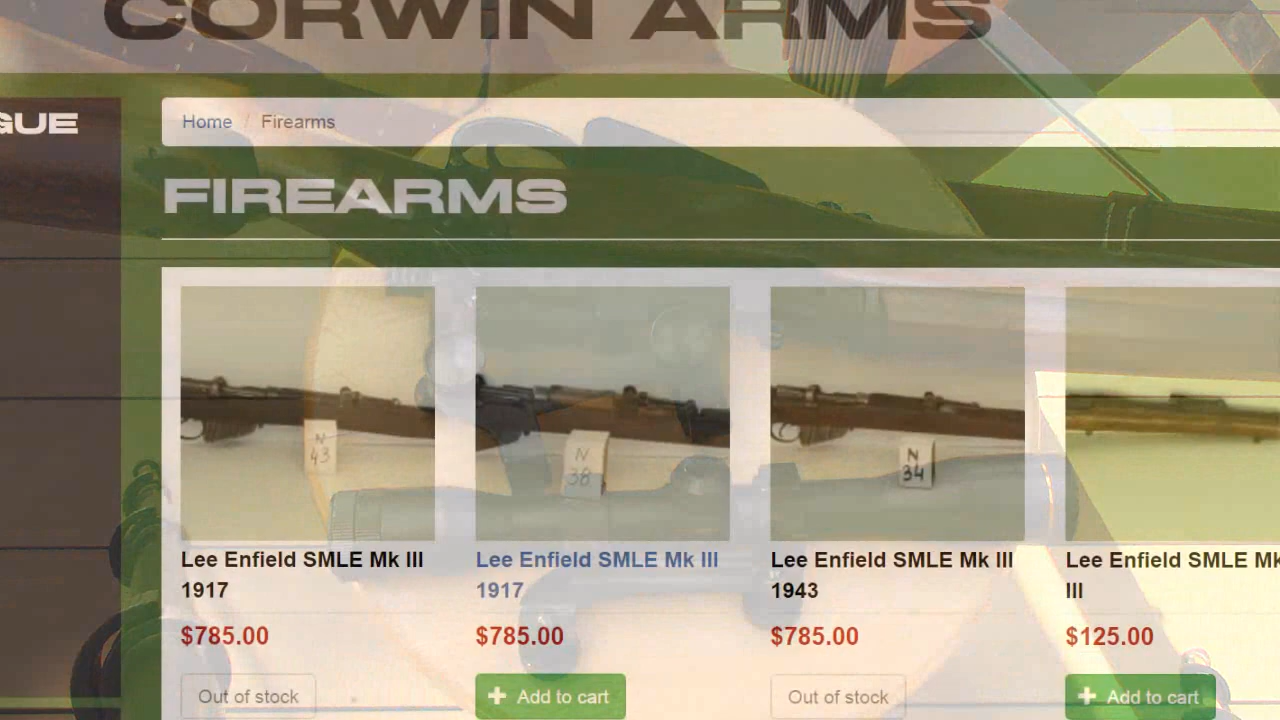 CORWIN ARMS
GUE
Home / Firearms
FIREARMS
N
43
N
38
N
34
Lee Enfield SMLE Mk III
1917
Lee Enfield SMLE Mk III
1917
Lee Enfield SMLE Mk III
1943
Lee Enfield SMLE Mk
III
$785.00
$785.00
$785.00
$125.00
Out of stock
Add to cart
Out of stock
Add to cart